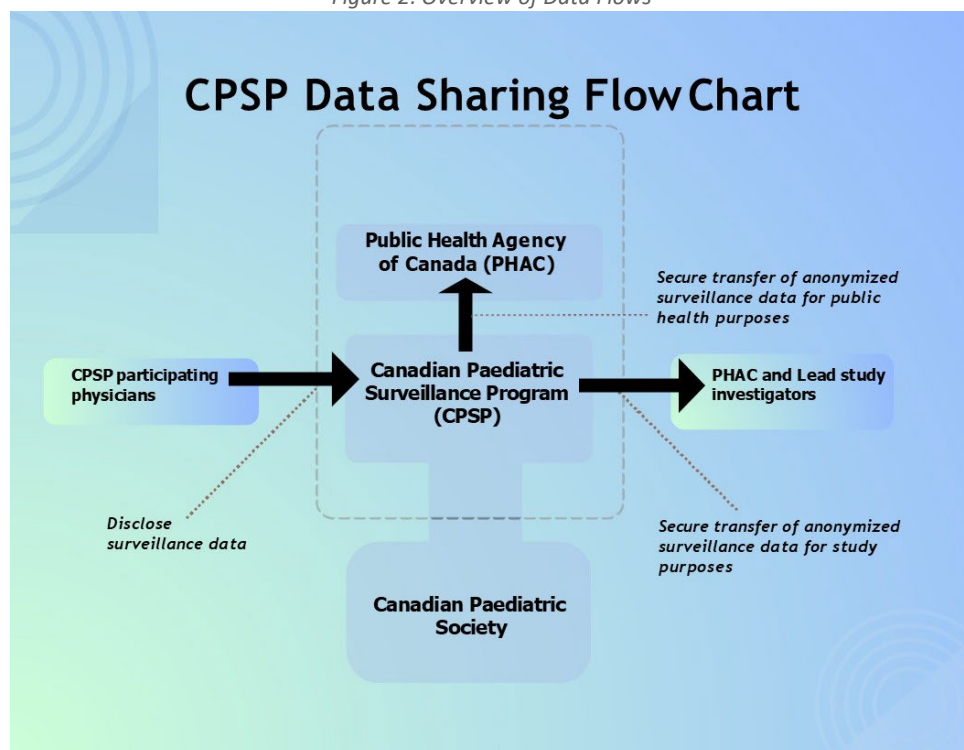 Figure 2: Overview of Data Flows
CPSP Data Sharing Flow Chart
Public Health Agency
of Canada (PHAC)
Secure transfer of anonymized
surveillance data for public
health purposes
CPSP participating
physicians
Canadian Paediatric
Surveillance Program
(CPSP)
PHAC and Lead study
investigators
Disclose
surveillance data
Secure transfer of anonymized
surveillance data for study
purposes
Canadian Paediatric
Society